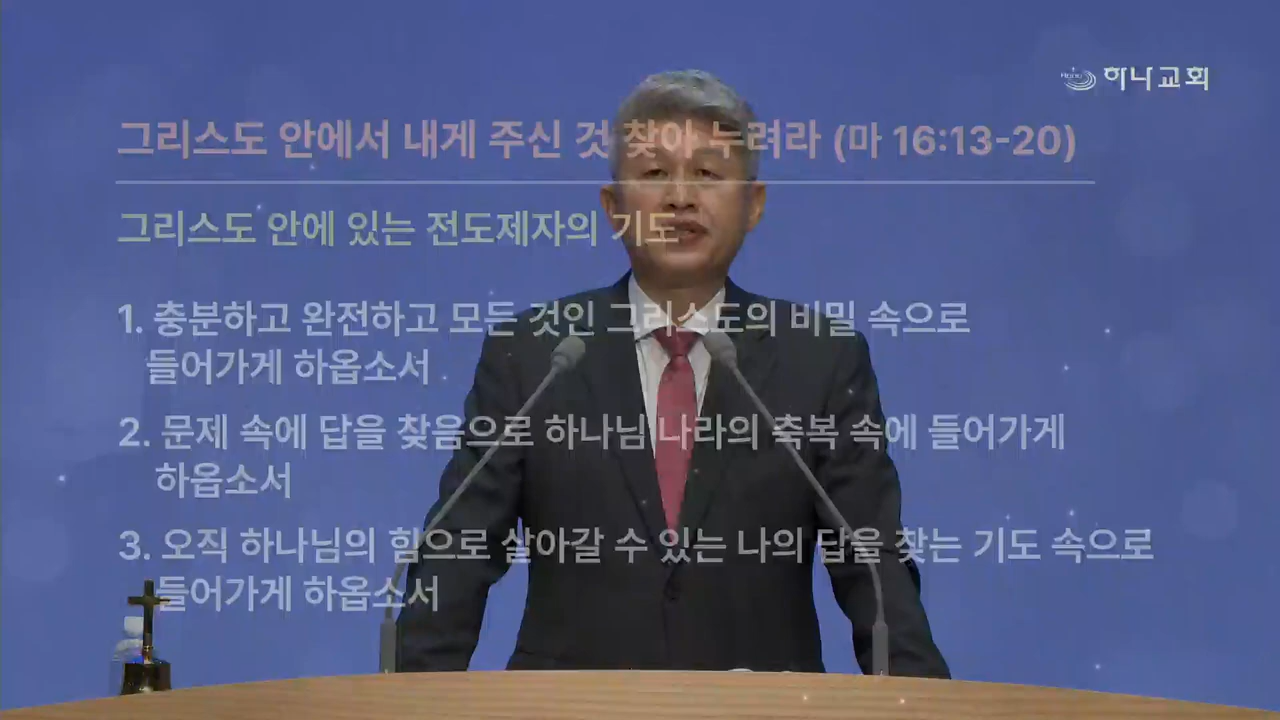 하나교회
그리스도 안에서 내게 주신 것 찾아 누려라 (마 16:13-20)
그리스도 안에 있는 전도제자의 기도
1. 충분하고 완전하고 모든 것인 그리스도의 비밀 속으로
들어가게 하옵소서
2. 문제 속에 답을 찾음으로 하나님 나라의 축복 속에 들어가게
하옵소서
3. 오직 하나님의 힘으로 살아갈 수 있는 나의 답을 찾는 기도 속으로
들어가게 하옵소서